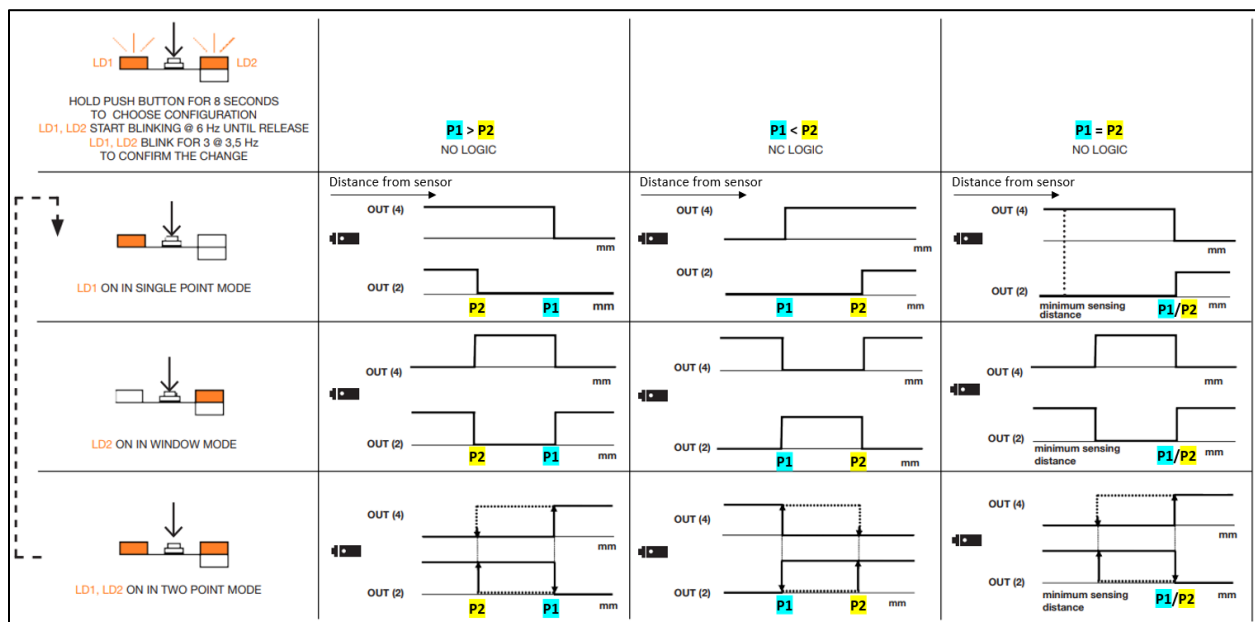 LD1
LD2
HOLD PUSH BUTTON FOR 8 SECONDS
TO CHOOSE CONFIGURATION
LD1, LD2 START BLINKING @ 6 Hz UNTIL RELEASE
LD1, LD2 BLINK FOR 3 @ 3,5 Hz
TO CONFIRM THE CHANGE
P1 > P2
NO LOGIC
P1 < P2
NC LOGIC
P1 = P2
NO LOGIC
LD1 ON IN SINGLE POINT MODE
Distance from sensor
OUT (4)
mm
OUT (2)
P2
P1
mm
Distance from sensor
OUT (4)
mm
OUT (2)
P1
P2
mm
Distance from sensor
OUT (4)
mm
OUT (2)
minimum sensing
distance
P1/P2
mm
LD2 ON IN WINDOW MODE
OUT (4)
mm
OUT (2)
P2
P1
mm
OUT (4)
mm
OUT (2)
P1
P2
mm
OUT (4)
mm
OUT (2)
minimum sensing
distance
P1/P2
mm
LD1, LD2 ON IN TWO POINT MODE
OUT (4)
mm
OUT (2)
P2
P1
mm
OUT (4)
mm
OUT (2)
P1
P2
mm
OUT (4)
mm
OUT (2)
minimum sensing
distance
P1/P2
mm